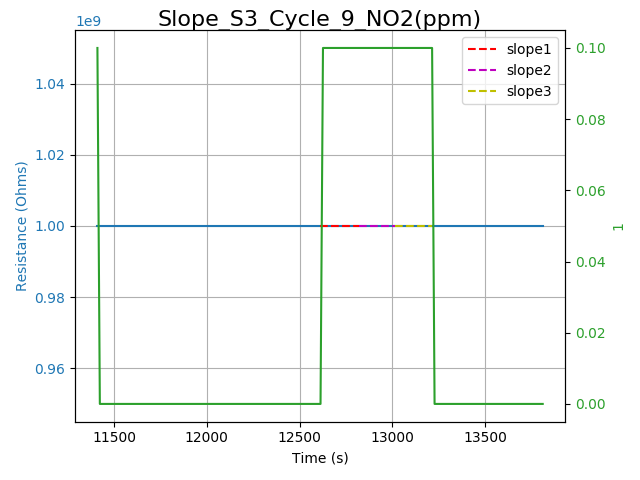 Slope_S3_Cycle_9_NO2(ppm)
1e9
slope1
slope2
slope3
1.04
1.02
1.00
0.98
0.96
Resistance (Ohms)
0.10
0.08
0.06
0.04
0.02
0.00
1
11500 12000 12500 13000 13500
Time (s)